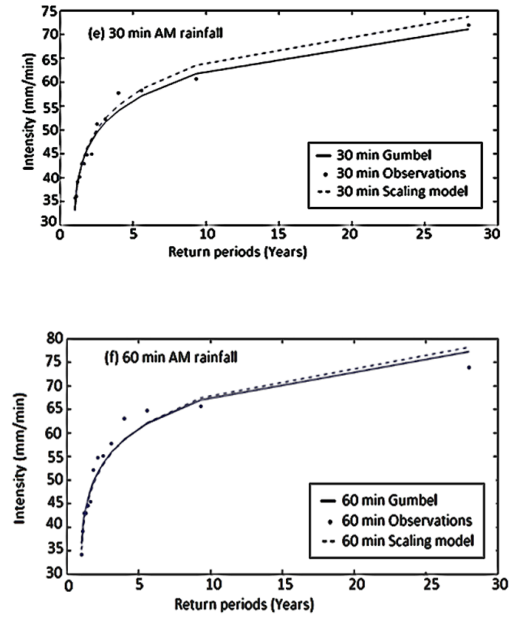 75
(e) 30 min AM rainfall
70
65
60
55
50
45
40
35
30
Intensity (mm/min)
30 min Gumbel
30 min Observations
30 min Scaling model
0 5 10 15 20 25 30
Return periods (Years)
80
(f) 60 min AM rainfall
75
70
65
60
55
50
45
40
35
30
Intensity (mm/min)
60 min Gumbel
60 min Observations
60 min Scaling model
0 5 10 15 20 25 30
Return periods (Years)